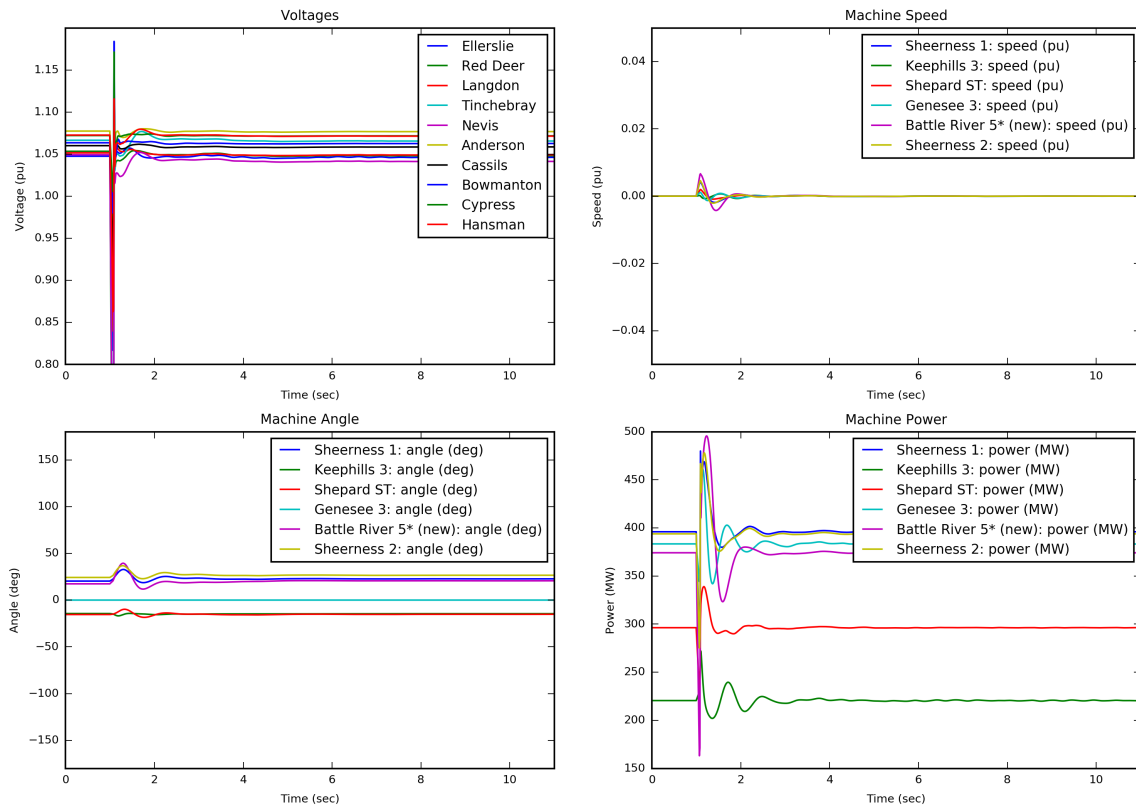 Voltages
Voltage (pu)
1.15
1.10
1.05
1.00
0.95
0.90
0.85
0.80
Ellerslie
Red Deer
Langdon
Tinchebray
Nevis
Anderson
Cassils
Bowmanton
Cypress
Hansman
0 2 4 6 8 10
Time (sec)
Machine Speed
Speed (pu)
0.04
0.02
0.00
−0.02
−0.04
Sheerness 1: speed (pu)
Keephills 3: speed (pu)
Shepard ST: speed (pu)
Genesee 3: speed (pu)
Battle River 5* (new): speed (pu)
Sheerness 2: speed (pu)
0 2 4 6 8 10
Time (sec)
Machine Angle
Angle (deg)
150
100
50
0
−50
−100
−150
Sheerness 1: angle (deg)
Keephills 3: angle (deg)
Shepard ST: angle (deg)
Genesee 3: angle (deg)
Battle River 5* (new): angle (deg)
Sheerness 2: angle (deg)
0 2 4 6 8 10
Time (sec)
Machine Power
Power (MW)
500
450
400
350
300
250
200
150
Sheerness 1: power (MW)
Keephills 3: power (MW)
Shepard ST: power (MW)
Genesee 3: power (MW)
Battle River 5* (new): power (MW)
Sheerness 2: power (MW)
0 2 4 6 8 10
Time (sec)